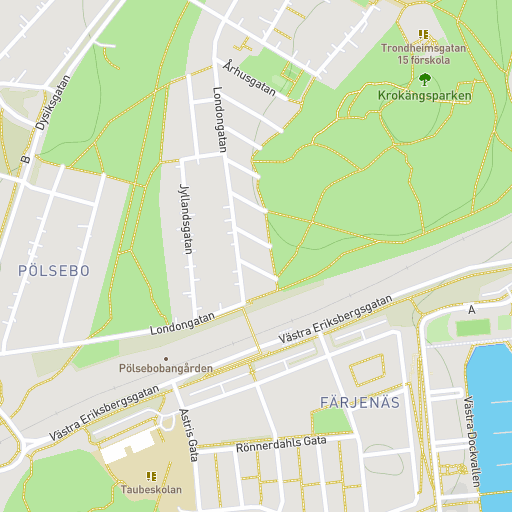 Trondheimsgatan
15 förskola
Krokängsparken
Århusgatan
Dysiksgatan
B
Londongatan
Jyllandsgatan
PÖLSEBO
Londongatan
Västra Eriksbergsgatan
A
Pölsebobangården
Västra Eriksbergsgatan
Astris Gata
FÄRJENÄS
Rönnerdahls Gata
Västra Dockvallen
Taubeskolan